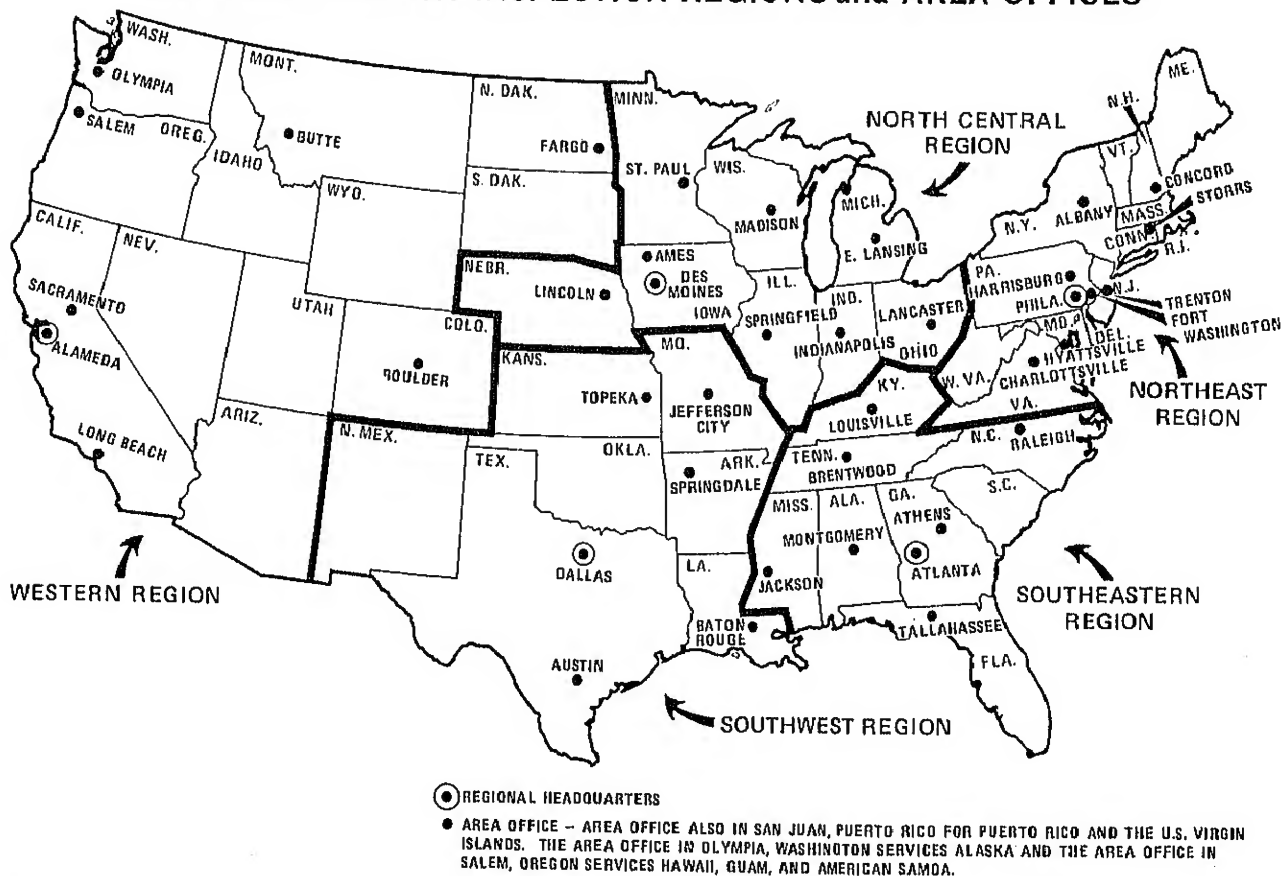 REGIONS and AREA OFFICES
WASH.
OLYMPIA
MONT.
N. DAK.
MINN.
ME.
N.H.
SALEM
OREG.
BUTTE
FARGO
NORTH CENTRAL
REGION
VT.
IDAHO
ST. PAUL
WIS.
S. DAK.
WYO.
MICH.
CONCORD
STORRS
CALIF.
NEV.
MADISON
N.Y.
ALBANY
MASS.
CONN.
R.I.
E. LANSING
AMES
DES
MOINES
IOWA
NEBR.
LINCOLN
ILL.
IND.
PA.
HARRISBURG
PHILA.
N.J.
SACRAMENTO
UTAH
COLO.
LANCASTER
OHIO
SPRINGFIELD
INDIANAPOLIS
TRENTON
FORT
WASHINGTON
MD.
DEL.
ALAMEDA
KANS.
MO.
HYATTSVILLE
CHARLOTTSVILLE
BOULDER
W. VA.
VA.
KY.
LOUISVILLE
NORTHEAST
REGION
TOPEKA
JEFFERSON
CITY
ARIZ.
N. MEX.
LONG BEACH
OKLA.
TEX.
ARK.
SPRINGDALE
TENN.
BRENTWOOD
N.C.
RALEIGH
S.C.
MISS.
ALA.
GA.
ATHENS
MONTGOMERY
ATLANTA
DALLAS
LA.
JACKSON
WESTERN REGION
SOUTHEASTERN
REGION
BATON
ROUGE
TALLAHASSEE
FLA.
AUSTIN
SOUTHWEST REGION
REGIONAL HEADQUARTERS
AREA OFFICE – AREA OFFICE ALSO IN SAN JUAN, PUERTO RICO FOR PUERTO RICO AND THE U.S. VIRGIN
ISLANDS. THE AREA OFFICE IN OLYMPIA, WASHINGTON SERVICES ALASKA AND THE AREA OFFICE IN
SALEM, OREGON SERVICES HAWAII, GUAM, AND AMERICAN SAMOA.